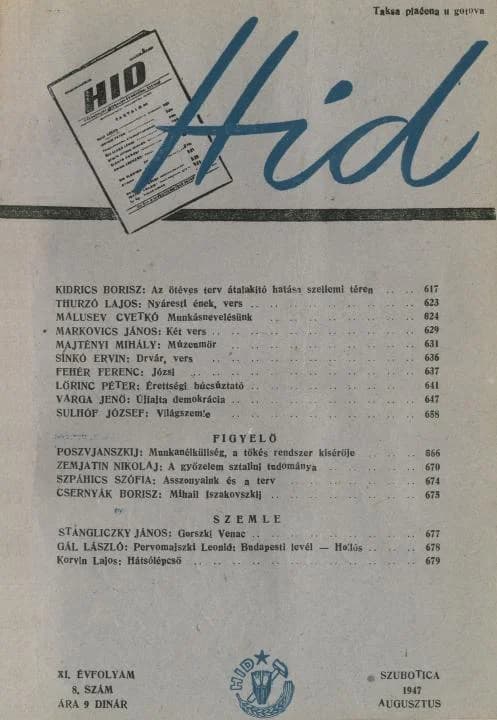 Taksa plaćena u gotovu
HID
TARTALOM
Hid
KIDRICS BORISZ: Az ötéves terv átalakitó hatása szellemi téren .. .. 617
THURZÓ LAJOS: Nyáresti ének, vers .. .. 623
MALUSEV CVETKÓ Munkásnevelésünk .. .. 624
MARKOVICS JÁNOS: Két vers .. .. 629
MAJTÉNYI MIHÁLY: Múzeumőr .. .. 631
SINKÓ ERVIN: Drvár, vers .. .. 636
FEHÉR FERENC: Józsi .. .. 637
LŐRINC PÉTER: Érettségi búcsúztató .. .. 641
VARGA JENŐ: Újfajta demokrácia .. .. 647
SULHÓF JÓZSEF: Világszemle .. .. 658
FIGYELŐ
POSZVJANSZKIJ: Munkanélküliség, a tőkés rendszer kisérője .. .. 666
ZEMJATIN NIKOLAJ: A győzelem sztalini tudománya .. .. 670
SZPÁHICS SZÓFIA: Asszonyaink és a terv .. .. 674
CSERNYÁK BORISZ: Mihail Iszakovszkij .. .. 675
SZEMLE
STÁNGLICZKY JÁNOS: Gorszki Venac .. .. 677
GÁL LÁSZLÓ: Pervomajszki Leonid: Budapesti levél — Hollós .. .. 678
Korvin Lajos: Hátsólépcső .. .. 679
XI. ÉVFOLYAM
8. SZÁM
ÁRA 9 DINÁR
HID
SZUBOTICA
1947
AUGUSZTUS